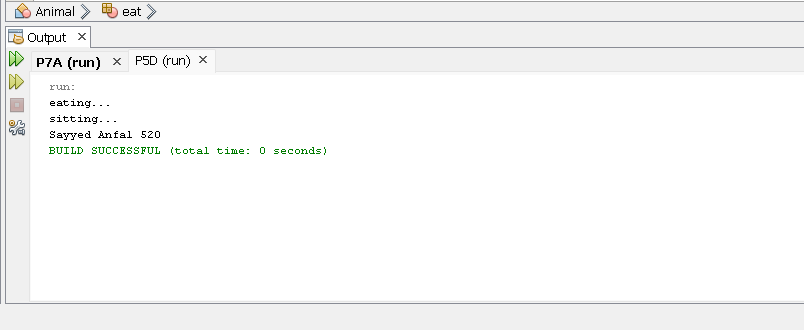 Animal eat
Output
P7A (run) P5D (run)
run:
eating...
sitting...
Sayyed Anfal 520
BUILD SUCCESSFUL (total time: 0 seconds)